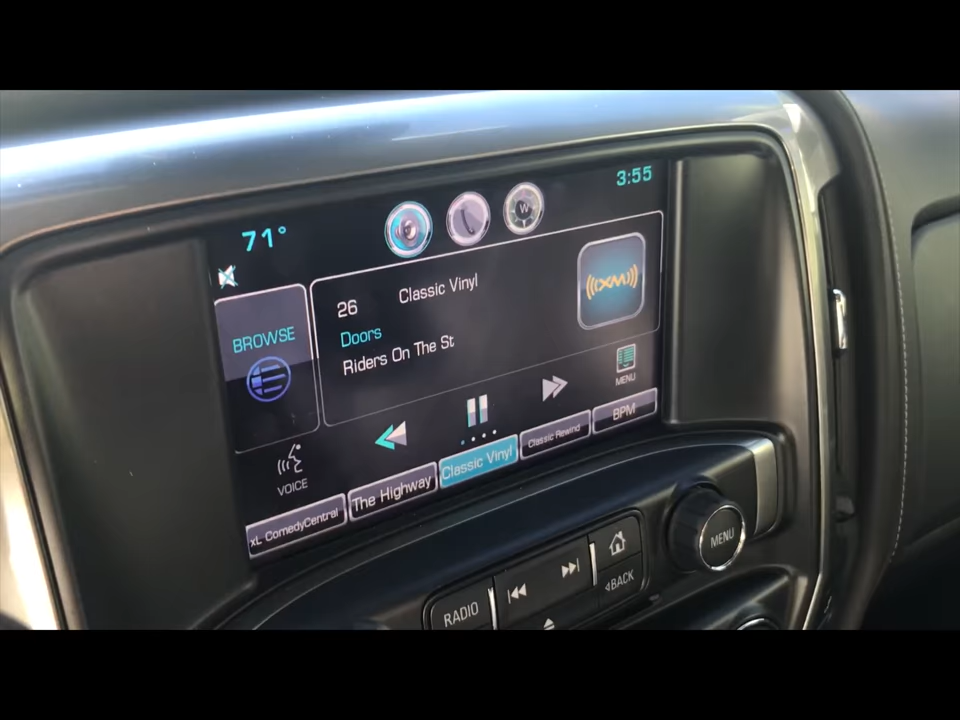 71°
3:55
W
26 Classic Vinyl
(((XM)))
BROWSE
Doors
Riders On The St
MENU
VOICE
xL ComedyCentral
The Highway
Classic Vinyl
Classic Rewind
BPM
RADIO
BACK
MENU